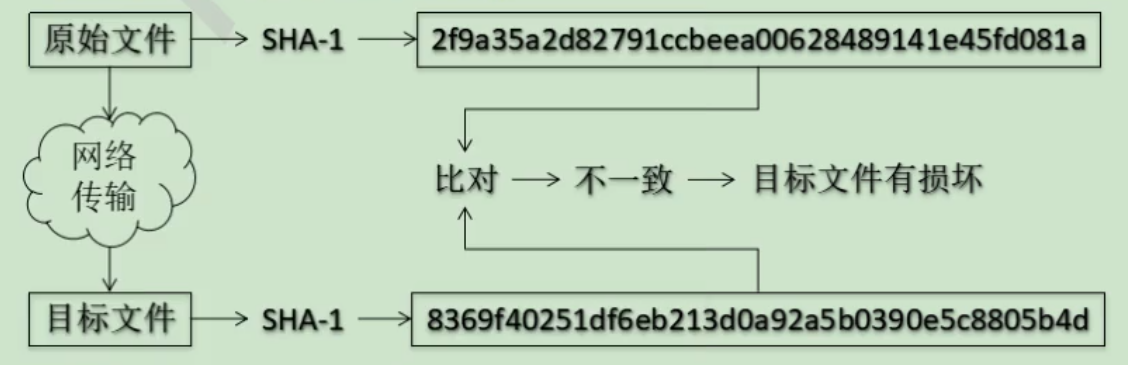 原始文件
SHA-1
2f9a35a2d82791ccbeea00628489141e45fd081a
网络
传输
比对
不一致
目标文件有损坏
目标文件
SHA-1
8369f40251df6eb213d0a92a5b0390e5c8805b4d